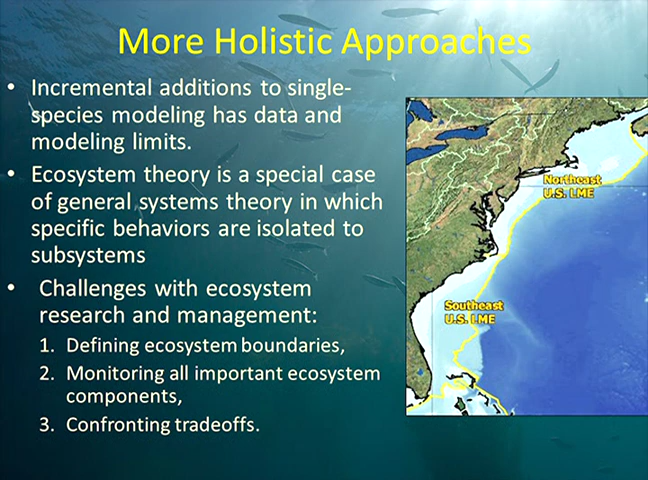 More Holistic Approaches
• Incremental additions to single-
species modeling has data and
modeling limits.
• Ecosystem theory is a special case
of general systems theory in which
specific behaviors are isolated to
subsystems
• Challenges with ecosystem
research and management:
1. Defining ecosystem boundaries,
2. Monitoring all important ecosystem
components,
3. Confronting tradeoffs.
Northeast
U.S. LME
Southeast
U.S. LME